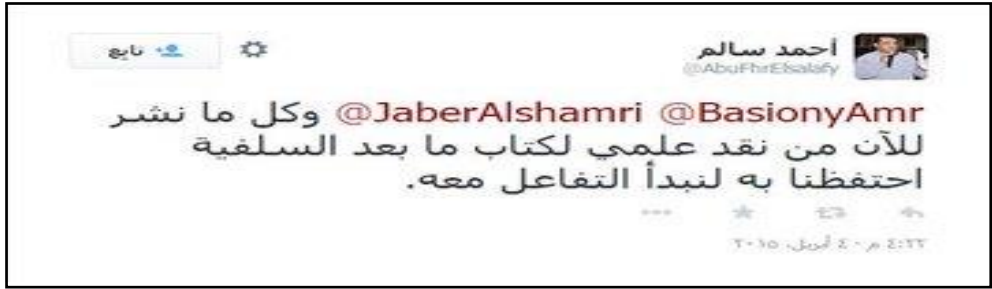 أحمد سالم
@AbuFhrElsalafy
تابع
@JaberAlshamri @BasionyAmr وكل ما نشر
للآن من نقد علمي لكتاب ما بعد السلفية
احتفظنا به لنبدأ التفاعل معه.
٤:٢٢ م - ٤ أبريل، ٢٠١٥